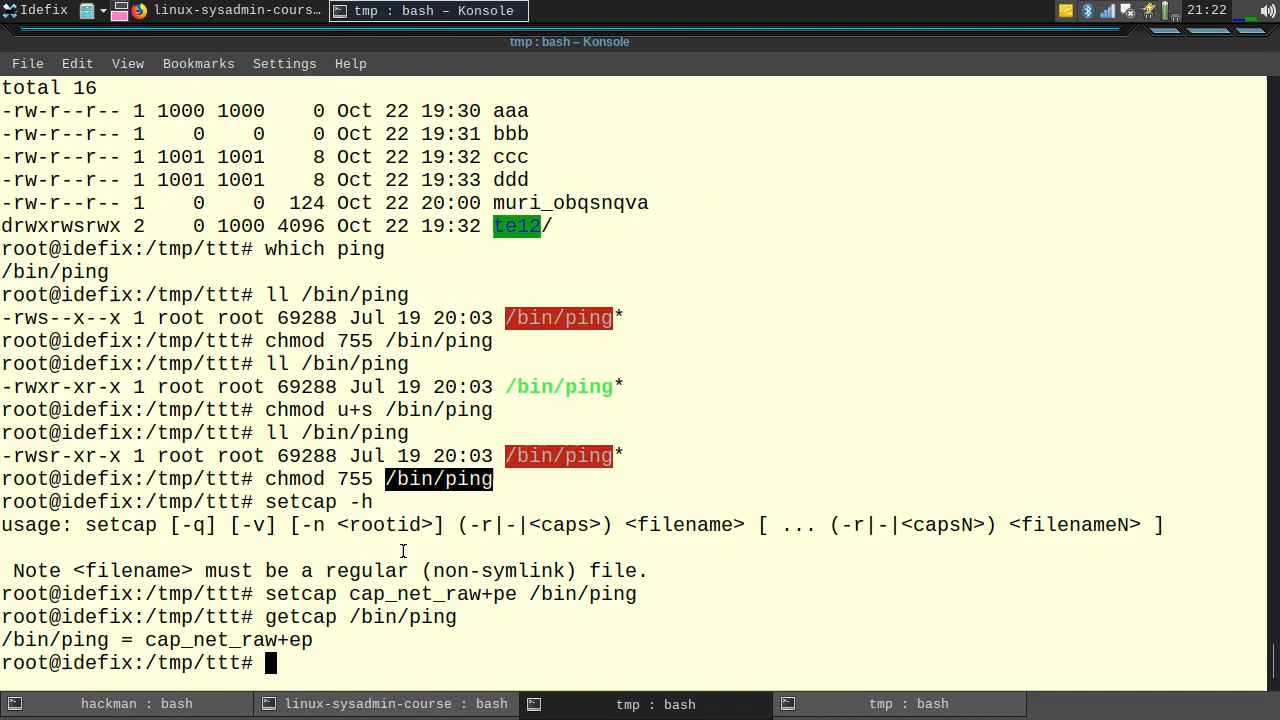 Idefix linux-sysadmin-cours… tmp : bash – Konsole 21:22
tmp : bash – Konsole
File Edit View Bookmarks Settings Help
total 16
-rw-r--r-- 1 1000 1000    0 Oct 22 19:30 aaa
-rw-r--r-- 1    0    0    0 Oct 22 19:31 bbb
-rw-r--r-- 1 1001 1001    8 Oct 22 19:32 ccc
-rw-r--r-- 1 1001 1001    8 Oct 22 19:33 ddd
-rw-r--r-- 1    0    0  124 Oct 22 20:00 muri_obqsnqva
drwxrwsrwx 2    0 1000 4096 Oct 22 19:32 te12/
root@idefix:/tmp/ttt# which ping
/bin/ping
root@idefix:/tmp/ttt# ll /bin/ping
-rws--x--x 1 root root 69288 Jul 19 20:03 /bin/ping*
root@idefix:/tmp/ttt# chmod 755 /bin/ping
root@idefix:/tmp/ttt# ll /bin/ping
-rwxr-xr-x 1 root root 69288 Jul 19 20:03 /bin/ping*
root@idefix:/tmp/ttt# chmod u+s /bin/ping
root@idefix:/tmp/ttt# ll /bin/ping
-rwsr-xr-x 1 root root 69288 Jul 19 20:03 /bin/ping*
root@idefix:/tmp/ttt# chmod 755 /bin/ping
root@idefix:/tmp/ttt# setcap -h
usage: setcap [-q] [-v] [-n <rootid>] (-r|-|<caps>) <filename> [ ... (-r|-|<capsN>) <filenameN> ]
Note <filename> must be a regular (non-symlink) file.
root@idefix:/tmp/ttt# setcap cap_net_raw+pe /bin/ping
root@idefix:/tmp/ttt# getcap /bin/ping
/bin/ping = cap_net_raw+ep
root@idefix:/tmp/ttt#
hackman : bash linux-sysadmin-course : bash tmp : bash tmp : bash